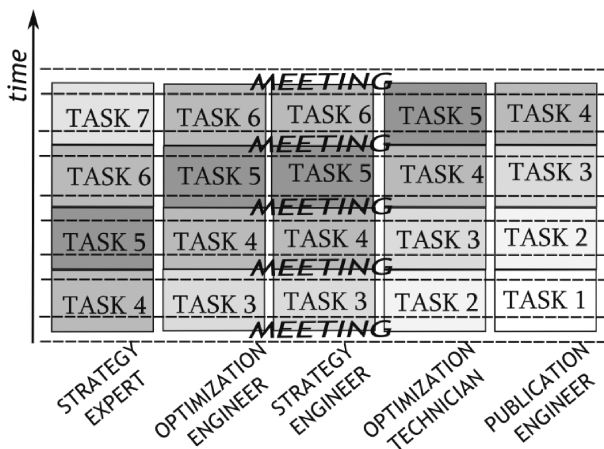 time
MEETING
TASK 7 TASK 6 TASK 6 TASK 5 TASK 4
MEETING
TASK 6 TASK 5 TASK 5 TASK 4 TASK 3
MEETING
TASK 5 TASK 4 TASK 4 TASK 3 TASK 2
MEETING
TASK 4 TASK 3 TASK 3 TASK 2 TASK 1
MEETING
STRATEGY
EXPERT
OPTIMIZATION
ENGINEER
STRATEGY
ENGINEER
OPTIMIZATION
TECHNICIAN
PUBLICATION
ENGINEER